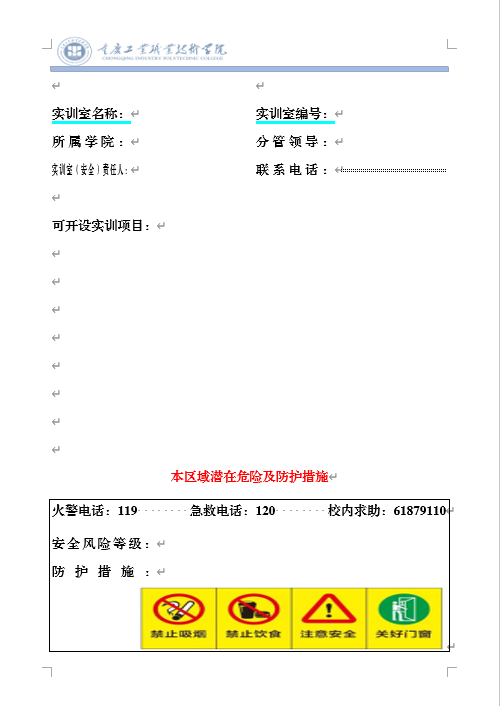 重庆工业职业技术学院
CHONGQING INDUSTRY POLYTECHNIC COLLEGE
实训室名称： 实训室编号：
所属学院： 分管领导：
实训室（安全）责任人： 联系电话：
可开设实训项目：
本区域潜在危险及防护措施
火警电话：119 急救电话：120 校内求助：61879110
安全风险等级：
防护措施：
禁止吸烟 禁止饮食 注意安全 关好门窗